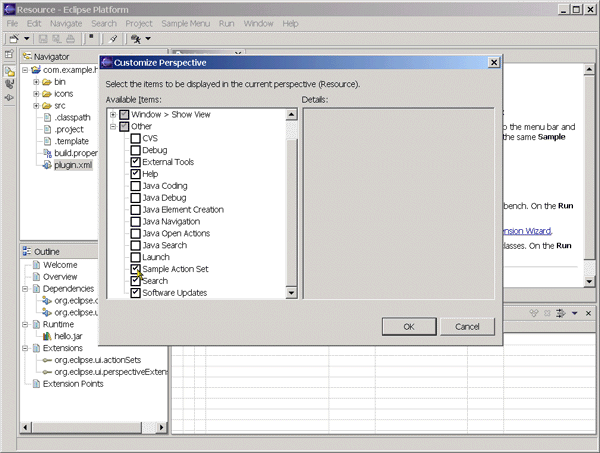 Resource - Eclipse Platform
File Edit Navigate Search Project Sample Menu Run Window Help
Navigator
com.example.h
bin
icons
src
.classpath
.project
.template
build.proper
plugin.xml
Customize Perspective
Select the items to be displayed in the current perspective (Resource).
Available Items:
Details:
Window > Show View
Other
CVS
Debug
External Tools
Help
Java Coding
Java Debug
Java Element Creation
Java Navigation
Java Open Actions
Java Search
Launch
Sample Action Set
Search
Software Updates
OK
Cancel
o the menu bar and
the same Sample
bench. On the Run
ension Wizard.
lasses. On the Run
Outline
Welcome
Overview
Dependencies
org.eclipse.c
org.eclipse.u
Runtime
hello.jar
Extensions
org.eclipse.ui.actionSets
org.eclipse.ui.perspectiveExten
Extension Points